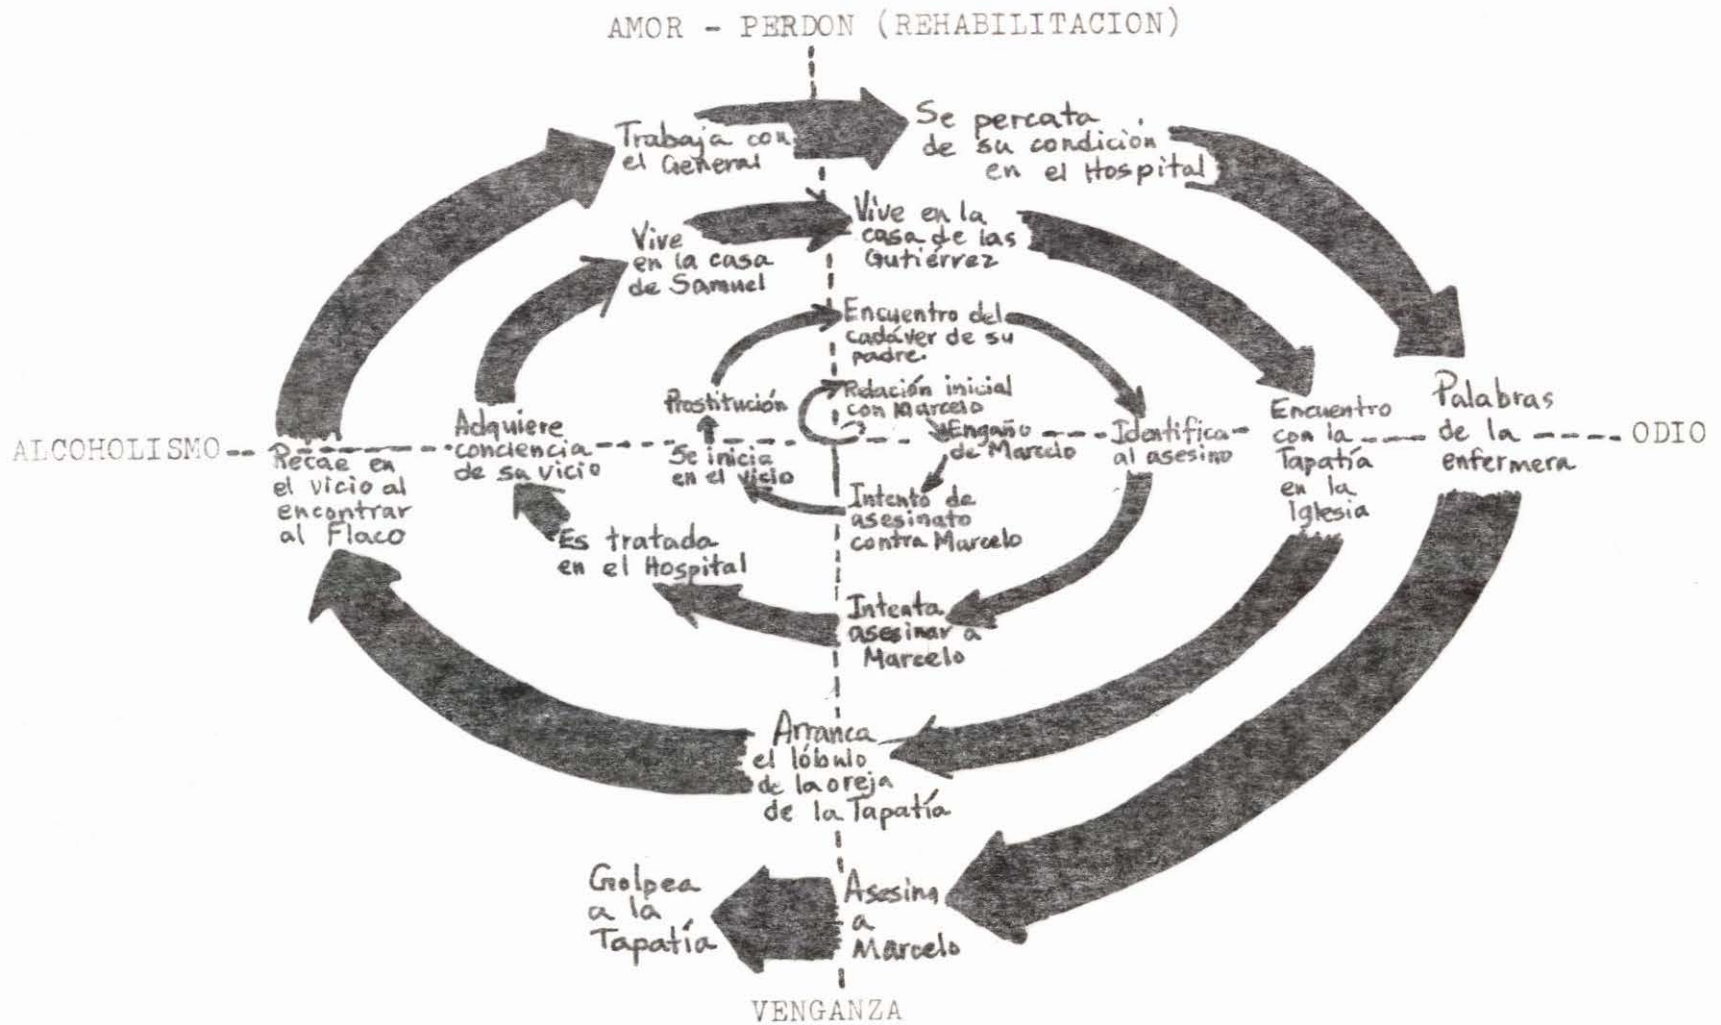 AMOR - PERDON (REHABILITACION)
Trabaja con
el General
Se percata
de su condición
en el Hospital
Vive
en la casa
de Samuel
Vive en la
casa de las
Gutiérrez
Encuentro del
cadáver de su
padre.
Relación inicial
con Marcelo
Prostitución
Se inicia
en el vicio
Engaño
de Marcelo
Identifica
al asesino
Encuentro
con la
Tapatía
en la
Iglesia
Palabras
de la
enfermera
ODIO
ALCOHOLISMO
Recae en
el vicio al
encontrar
al Flaco
Adquiere
conciencia
de su vicio
Intento de
asesinato
contra Marcelo
Es tratada
en el Hospital
Intenta
asesinar a
Marcelo
Arranca
el lóbulo
de la oreja
de la Tapatía
Golpea
a la
Tapatía
Asesina
a
Marcelo
VENGANZA